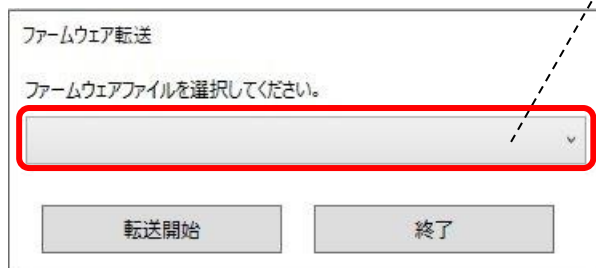 ファームウェア転送
ファームウェアファイルを選択してください。
転送開始
終了